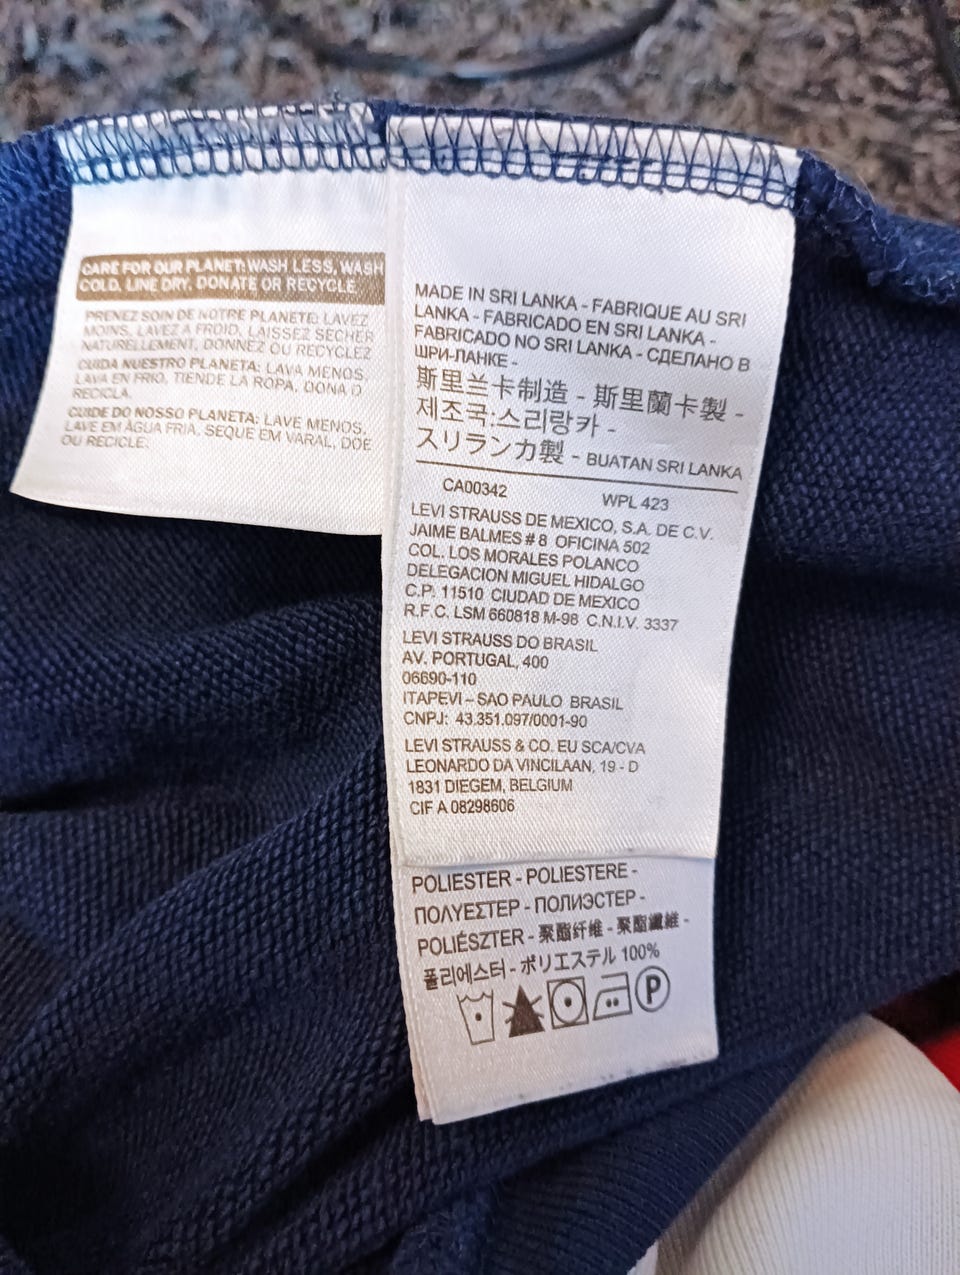 CARE FOR OUR PLANET: WASH LESS, WASH
COLD, LINE DRY, DONATE OR RECYCLE.
PRENEZ SOIN DE NOTRE PLANETE: LAVEZ
MOINS, LAVEZ A FROID, LAISSEZ SECHER
NATURELLEMENT, DONNEZ OU RECYCLEZ
CUIDA NUESTRO PLANETA: LAVA MENOS,
LAVA EN FRIO, TIENDE LA ROPA, DONA O
RECICLA.
CUIDE DO NOSSO PLANETA: LAVE MENOS,
LAVE EM ÁGUA FRIA, SEQUE EM VARAL, DOE
OU RECICLE.
MADE IN SRI LANKA - FABRIQUE AU SRI
LANKA - FABRICADO EN SRI LANKA -
FABRICADO NO SRI LANKA - СДЕЛАНО В
ШРИ-ЛАНКЕ -
斯里兰卡制造 - 斯里蘭卡製 -
제조국:스리랑카 -
スリランカ製 - BUATAN SRI LANKA
CA00342 WPL 423
LEVI STRAUSS DE MEXICO, S.A. DE C.V.
JAIME BALMES # 8 OFICINA 502
COL. LOS MORALES POLANCO
DELEGACION MIGUEL HIDALGO
C.P. 11510 CIUDAD DE MEXICO
R.F.C. LSM 660818 M-98 C.N.I.V. 3337
LEVI STRAUSS DO BRASIL
AV. PORTUGAL, 400
06690-110
ITAPEVI – SAO PAULO BRASIL
CNPJ: 43.351.097/0001-90
LEVI STRAUSS & CO. EU SCA/CVA
LEONARDO DA VINCILAAN, 19 - D
1831 DIEGEM, BELGIUM
CIF A 08298606
POLIESTER - POLIESTERE -
ΠΟΛΥΕΣΤΕΡ - ПОЛИЭСТЕР -
POLIÉSZTER - 聚酯纤维 - 聚酯纖維 -
폴리에스터 - ポリエステル 100%
P